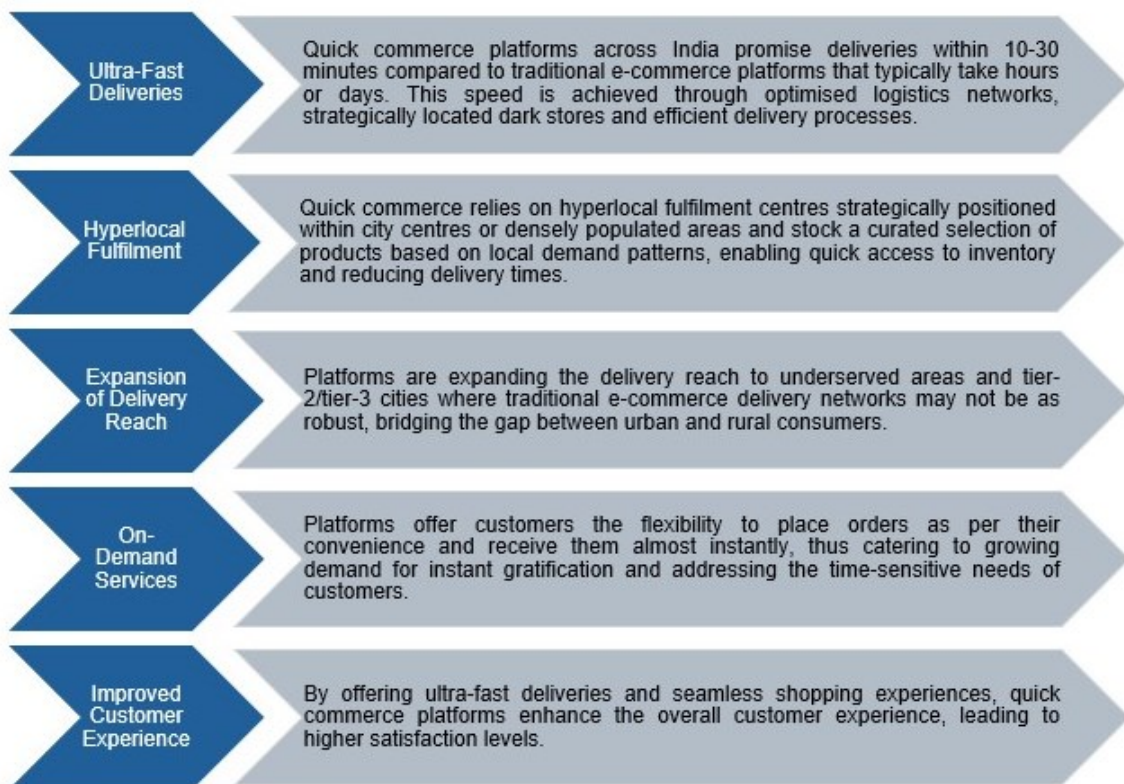 Ultra-Fast
Deliveries
Quick commerce platforms across India promise deliveries within 10-30
minutes compared to traditional e-commerce platforms that typically take hours
or days. This speed is achieved through optimised logistics networks,
strategically located dark stores and efficient delivery processes.
Hyperlocal
Fulfilment
Quick commerce relies on hyperlocal fulfilment centres strategically positioned
within city centres or densely populated areas and stock a curated selection of
products based on local demand patterns, enabling quick access to inventory
and reducing delivery times.
Expansion
of Delivery
Reach
Platforms are expanding the delivery reach to underserved areas and tier-
2/tier-3 cities where traditional e-commerce delivery networks may not be as
robust, bridging the gap between urban and rural consumers.
On-
Demand
Services
Platforms offer customers the flexibility to place orders as per their
convenience and receive them almost instantly, thus catering to growing
demand for instant gratification and addressing the time-sensitive needs of
customers.
Improved
Customer
Experience
By offering ultra-fast deliveries and seamless shopping experiences, quick
commerce platforms enhance the overall customer experience, leading to
higher satisfaction levels.